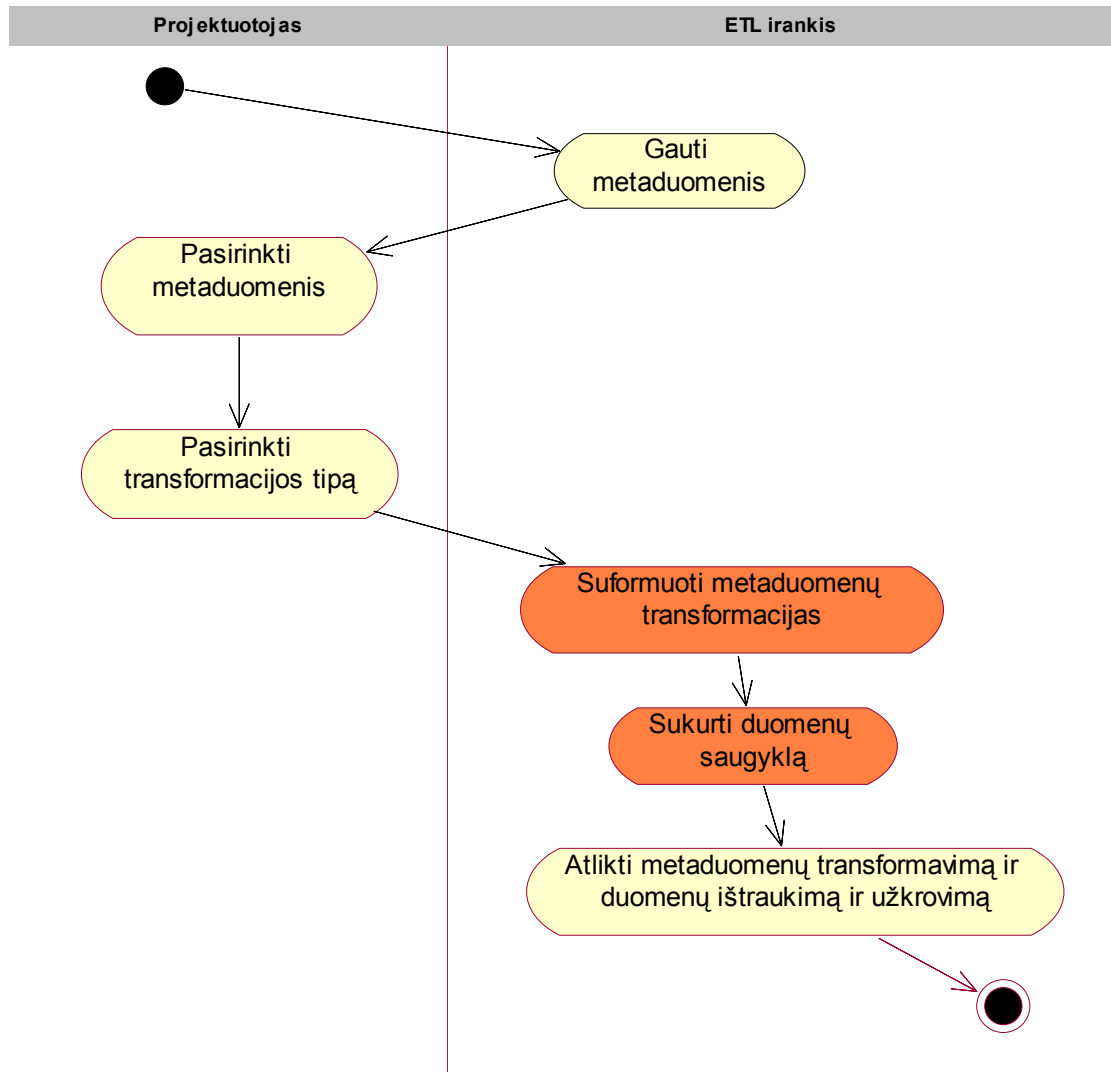 Projektuotojas
ETL irankis
Gauti
metaduomenis
Pasirinkti
metaduomenis
Pasirinkti
transformacijos tipą
Suformuoti metaduomenų
transformacijas
Sukurti duomenų
saugyklą
Atlikti metaduomenų transformavimą ir
duomenų ištraukimą ir užkrovimą